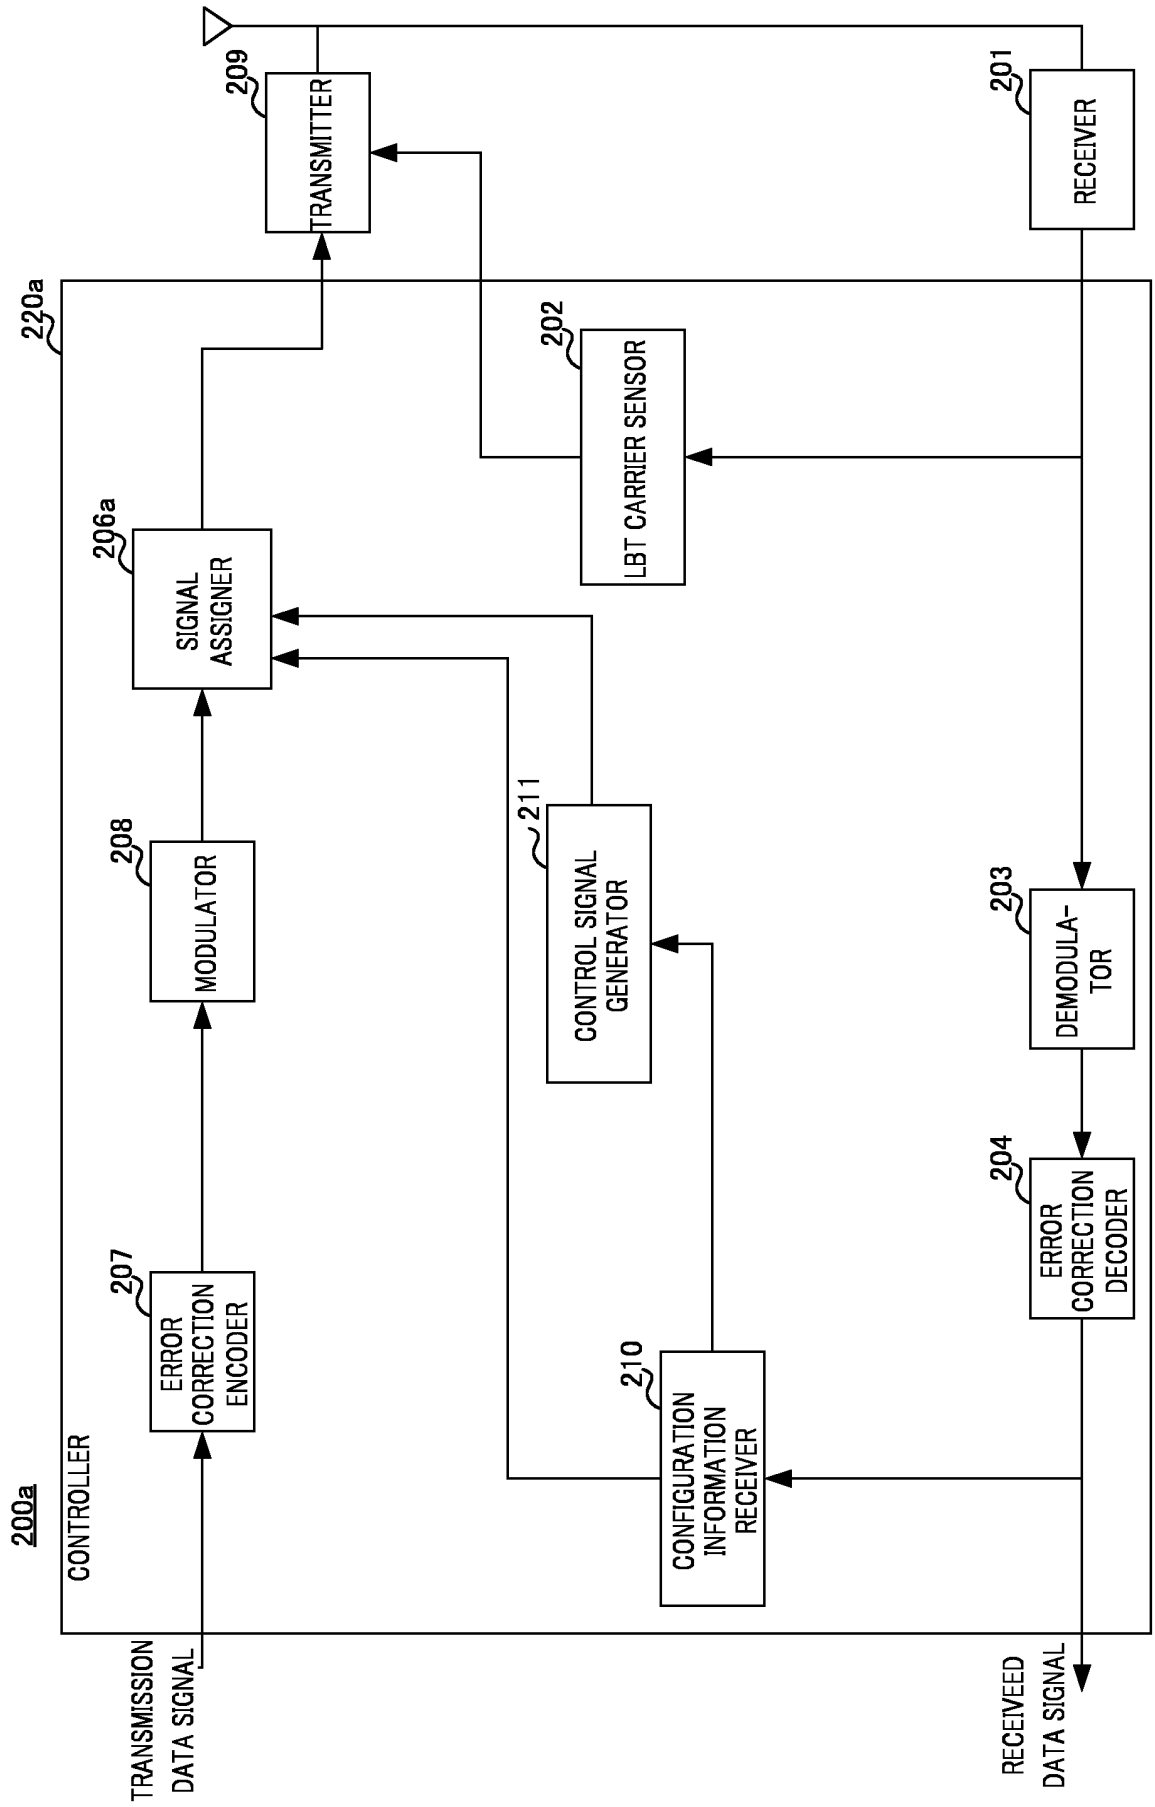 200a
CONTROLLER
220a
TRANSMISSION
DATA SIGNAL
207
ERROR
CORRECTION
ENCODER
208
MODULATOR
206a
SIGNAL
ASSIGNER
209
TRANSMITTER
211
CONTROL SIGNAL
GENERATOR
202
LBT CARRIER SENSOR
210
CONFIGURATION
INFORMATION
RECEIVER
RECEIVEED
DATA SIGNAL
204
ERROR
CORRECTION
DECODER
203
DEMODULA-
TOR
201
RECEIVER